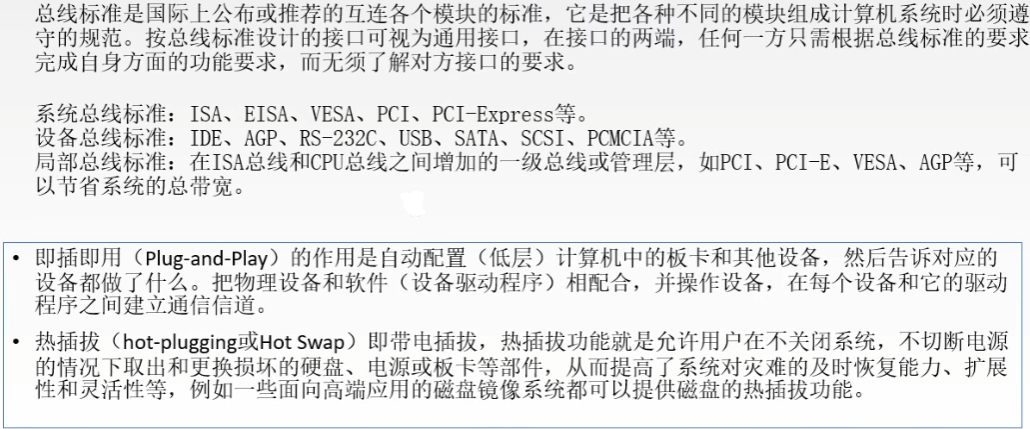 总线标准是国际上公布或推荐的互连各个模块的标准，它是把各种不同的模块组成计算机系统时必须遵
守的规范。按总线标准设计的接口可视为通用接口，在接口的两端，任何一方只需根据总线标准的要求
完成自身方面的功能要求，而无须了解对方接口的要求。
系统总线标准：ISA、EISA、VESA、PCI、PCI-Express等。
设备总线标准：IDE、AGP、RS-232C、USB、SATA、SCSI、PCMCIA等。
局部总线标准：在ISA总线和CPU总线之间增加的一级总线或管理层，如PCI、PCI-E、VESA、AGP等，可
以节省系统的总带宽。
• 即插即用（Plug-and-Play）的作用是自动配置（低层）计算机中的板卡和其他设备，然后告诉对应的
设备都做了什么。把物理设备和软件（设备驱动程序）相配合，并操作设备，在每个设备和它的驱动
程序之间建立通信信道。
• 热插拔（hot-plugging或Hot Swap）即带电插拔，热插拔功能就是允许用户在不关闭系统，不切断电源
的情况下取出和更换损坏的硬盘、电源或板卡等部件，从而提高了系统对灾难的及时恢复能力、扩展
性和灵活性等，例如一些面向高端应用的磁盘镜像系统都可以提供磁盘的热插拔功能。